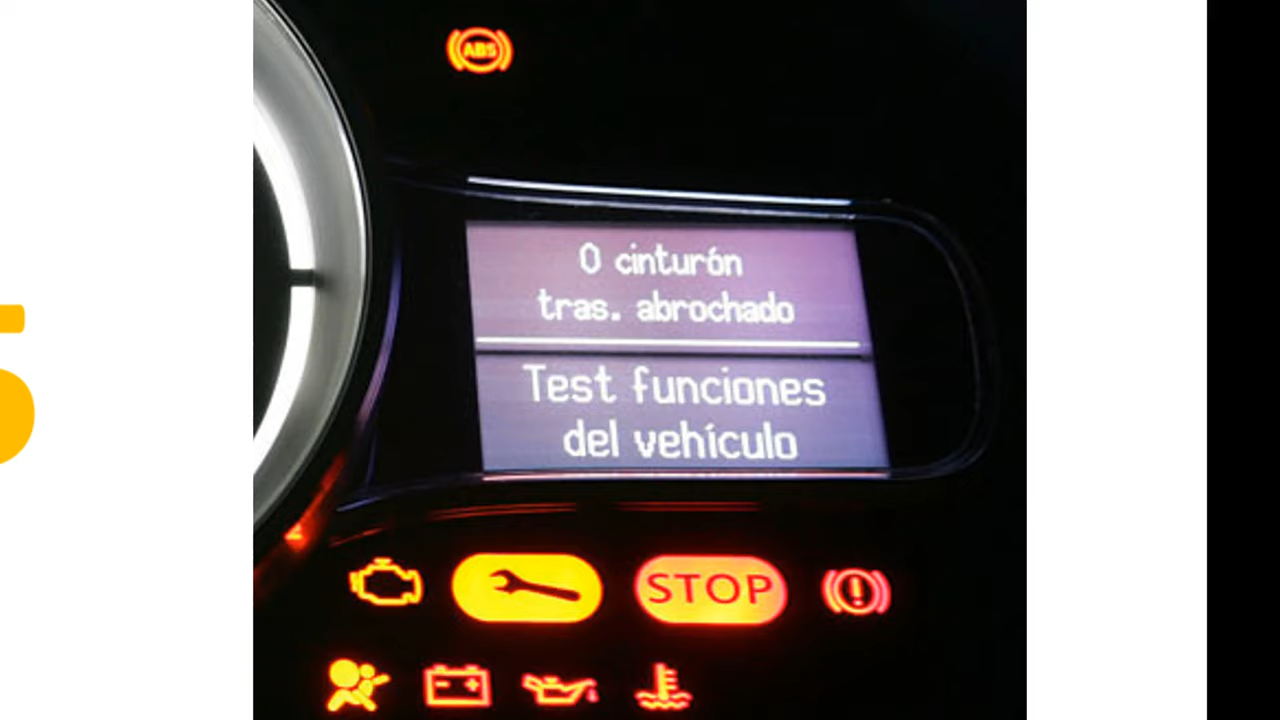 ABS
0 cinturón
tras. abrochado
Test funciones
del vehículo
STOP